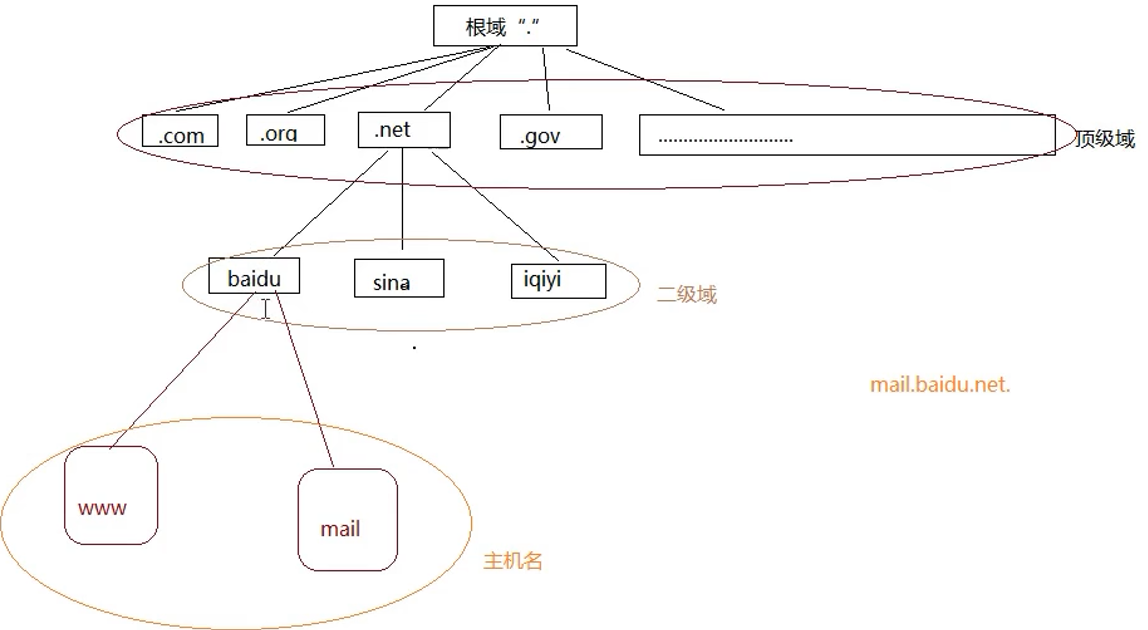 根域“.”
.com
.org
.net
.gov
...........................
顶级域
baidu
sina
iqiyi
二级域
mail.baidu.net.
www
mail
主机名